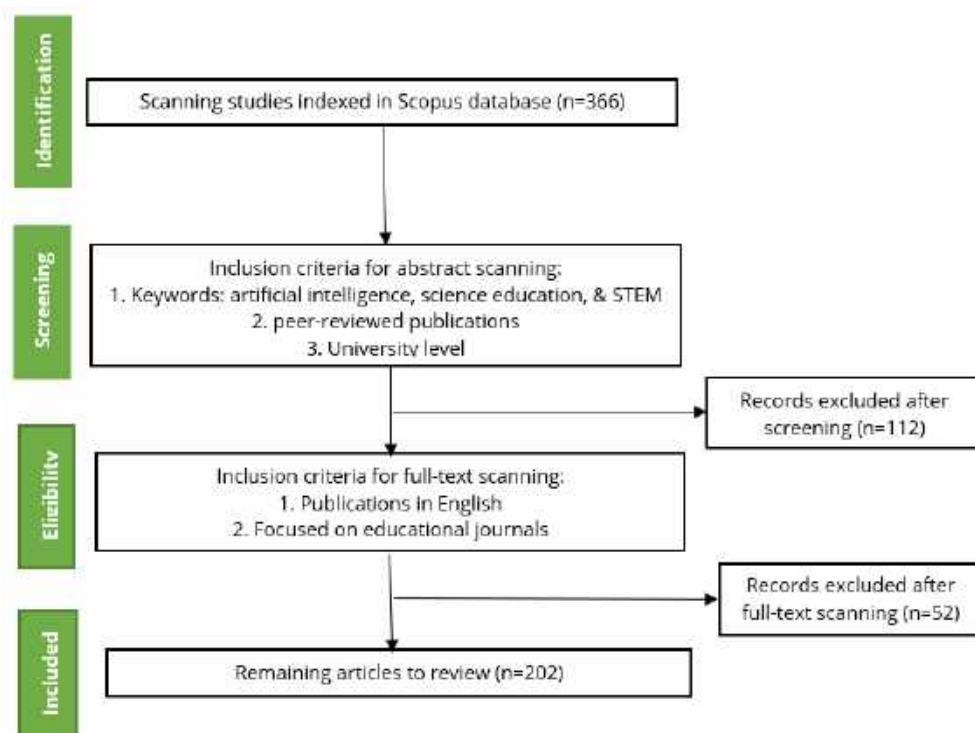 Identification
Scanning studies indexed in Scopus database (n=366)
Screening
Inclusion criteria for abstract scanning:
1. Keywords: artificial intelligence, science education, & STEM
2. peer-reviewed publications
3. University level
Records excluded after
screening (n=112)
Eligibility
Inclusion criteria for full-text scanning:
1. Publications in English
2. Focused on educational journals
Records excluded after
full-text scanning (n=52)
Included
Remaining articles to review (n=202)